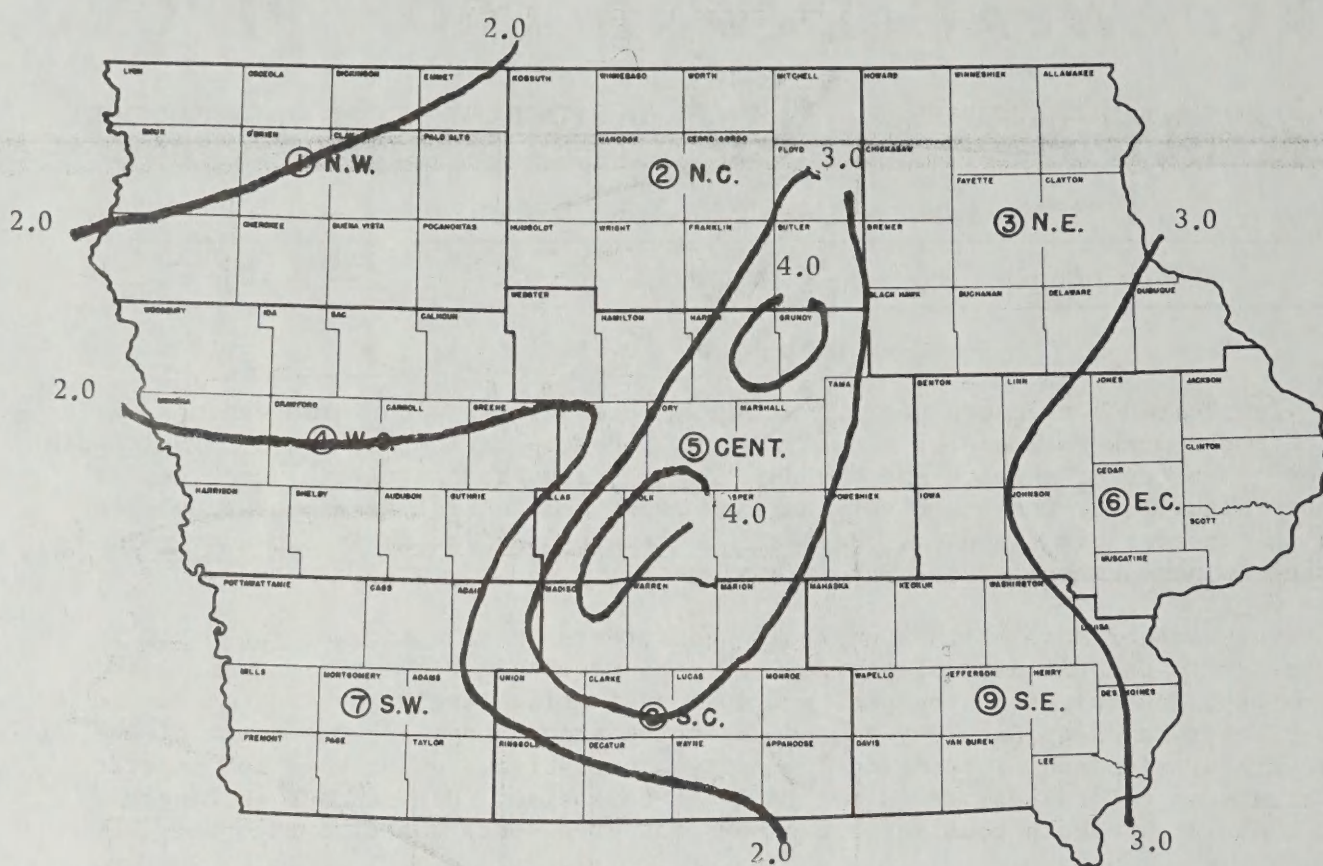 2.0
LYON OSCEOLA DICKINSON EMMET KOSSUTH WINNEBAGO WORTH MITCHELL HOWARD WINNESHIEK ALLAMAKEE
SIOUX O'BRIEN CLAY PALO ALTO HANCOCK CERRO GORDO FLOYD 3.0 CHICKASAW
① N.W. ② N.C. FAYETTE CLAYTON
2.0 ③ N.E. 3.0
CHEROKEE BUENA VISTA POCAHONTAS HUMBOLDT WRIGHT FRANKLIN BUTLER BREMER
4.0
WEBSTER BLACK HAWK BUCHANAN DELAWARE DUBUQUE
WOODBURY IDA SAC CALHOUN HAMILTON GRUNDY
2.0 TAMA BENTON LINN JONES JACKSON
MONONA CRAWFORD CARROLL GREENE MARSHALL
④ W.C. ⑤ CENT. CLINTON
CEDAR
HARRISON SHELBY AUDUBON GUTHRIE POWESHIEK IOWA JOHNSON ⑥ E.C.
4.0 SCOTT
MUSCATINE
POTTAWATTAMIE CASS WARREN MARION MAHASKA KEOKUK WASHINGTON
MILLS MONTGOMERY ADAMS UNION CLARKE LUCAS MONROE WAPELLO JEFFERSON HENRY
⑦ S.W. S.C. ⑨ S.E. DES MOINES
FREMONT PAGE TAYLOR RINGGOLD DECATUR WAYNE APPANOOSE DAVIS VAN BUREN
LEE
2.0 3.0